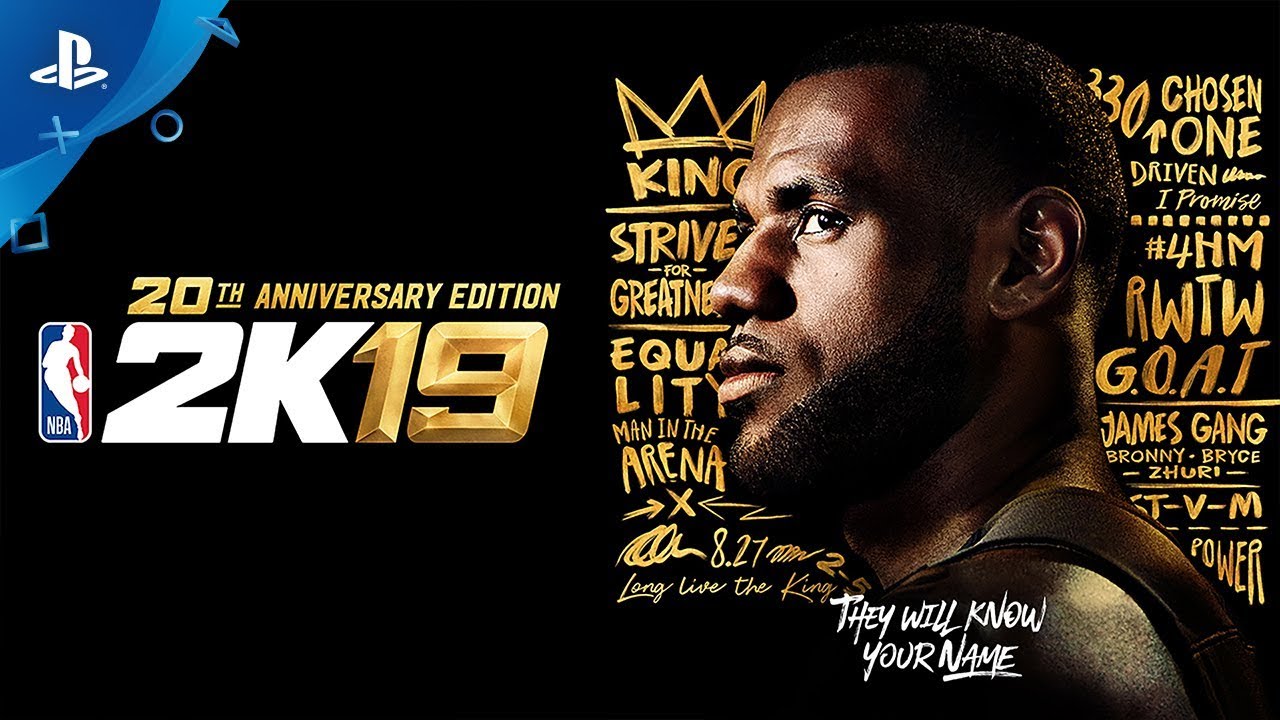 20TH ANNIVERSARY EDITION
NBA
2K19
KING
STRIVE
FOR
GREATNE
EQUA
LITY
MAN IN THE
ARENA
8.27
2-5
Long live the King
330
CHOSEN
ONE
DRIVEN
I Promise
#4HM
RWTW
G.O.A.T
JAMES GANG
BRONNY · BRYCE
– ZHURI –
ST-V-M
POWER
THEY WILL KNOW
YOUR NAME